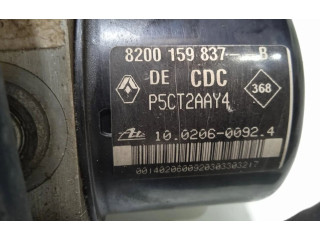 8200 159 837-- B
DE CDC
P5CT2AAY4
368
10.0206-0092.4